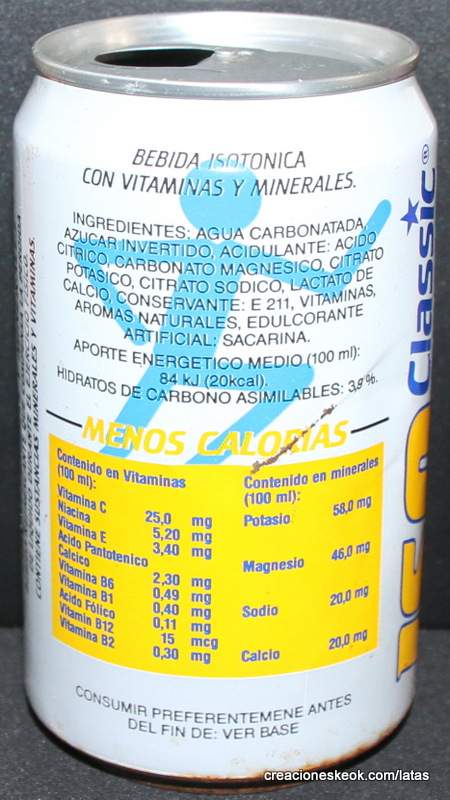 BEBIDA ISOTONICA
CON VITAMINAS Y MINERALES.
INGREDIENTES: AGUA CARBONATADA,
AZUCAR INVERTIDO, ACIDULANTE: ACIDO
CITRICO, CARBONATO MAGNESICO, CITRATO
POTASICO, CITRATO SODICO, LACTATO DE
CALCIO, CONSERVANTE: E 211, VITAMINAS,
AROMAS NATURALES, EDULCORANTE
ARTIFICIAL: SACARINA.
APORTE ENERGETICO MEDIO (100 ml):
84 kJ (20kcal).
HIDRATOS DE CARBONO ASIMILABLES: 3,9 %.
MENOS CALORIAS
Contenido en Vitaminas
(100 ml):
Vitamina C 25,0 mg
Niacina 5,20 mg
Vitamina E 3,40 mg
Acido Pantotenico
Calcico 2,30 mg
Vitamina B6 0,49 mg
Vitamina B1 0,40 mg
Acido Fólico 0,11 mg
Vitamin B12 15 mcg
Vitamina B2 0,30 mg
Contenido en minerales
(100 ml):
Potasio 58,0 mg
Magnesio 46,0 mg
Sodio 20,0 mg
Calcio 20,0 mg
CONSUMIR PREFERENTEMENE ANTES
DEL FIN DE: VER BASE
ISO Classic®
CONTIENE SUSTANCIAS MINERALES Y VITAMINAS.
creacioneskeok.com/latas